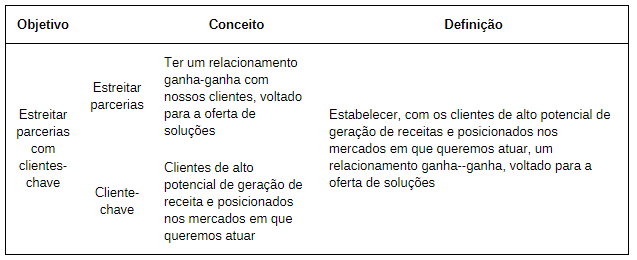 Objetivo
Conceito
Definição
Estreitar
parcerias
com
clientes-
chave
Estreitar
parcerias
Ter um relacionamento
ganha-ganha com
nossos clientes, voltado
para a oferta de
soluções
Cliente-
chave
Clientes de alto
potencial de geração de
receita e posicionados
nos mercados em que
queremos atuar
Estabelecer, com os clientes de alto potencial de
geração de receitas e posicionados nos
mercados em que queremos atuar, um
relacionamento ganha--ganha, voltado para a
oferta de soluções